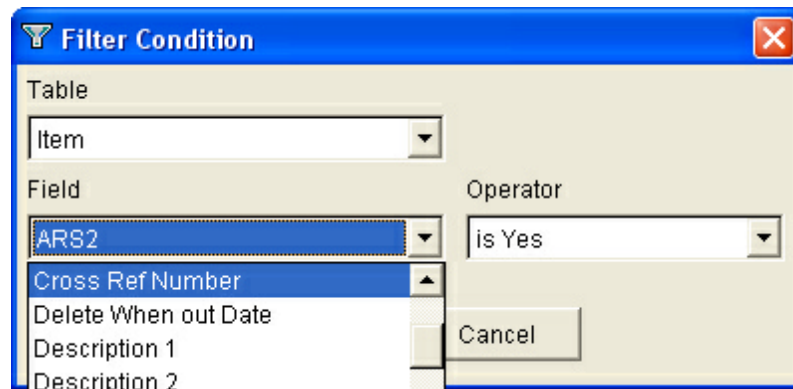 Filter Condition
Table
Item
Field Operator
ARS2 is Yes
Cross Ref Number
Delete When out Date
Description 1
Cancel
Description 2